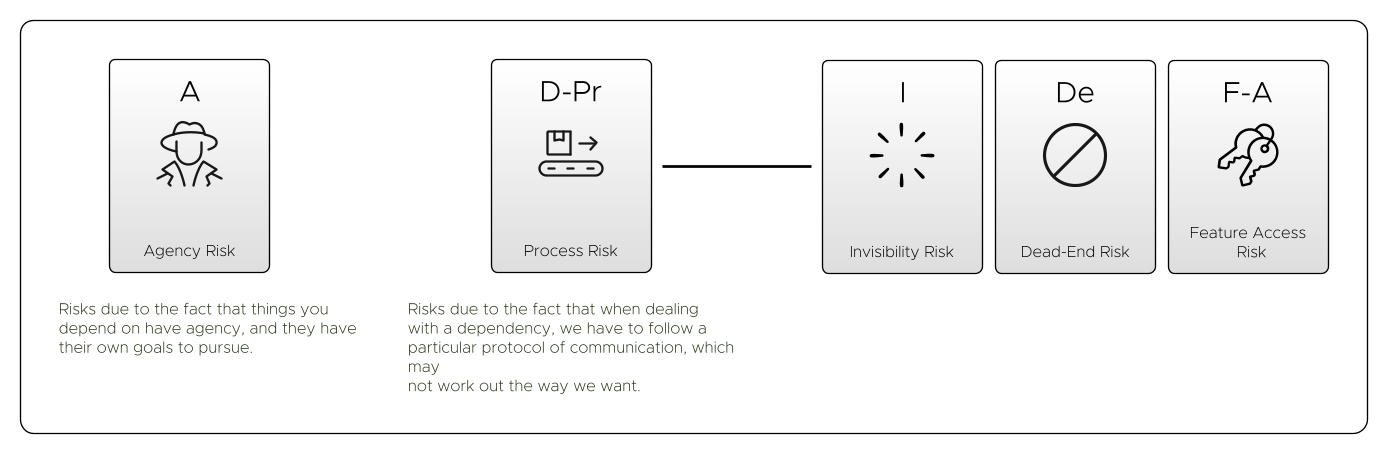 A
Agency Risk
Risks due to the fact that things you
depend on have agency, and they have
their own goals to pursue.
D-Pr
Process Risk
Risks due to the fact that when dealing
with a dependency, we have to follow a
particular protocol of communication, which
may
not work out the way we want.
I
Invisibility Risk
De
Dead-End Risk
F-A
Feature Access
Risk